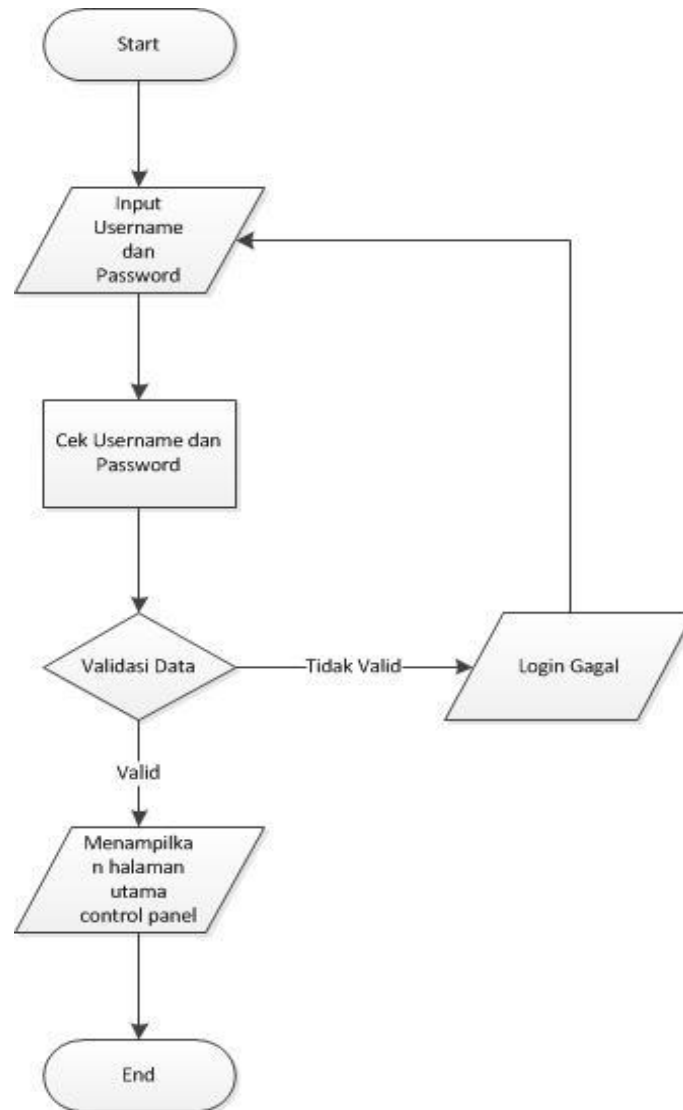 Start
Input
Username
dan
Password
Cek Username dan
Password
Validasi Data
Tidak Valid
Login Gagal
Valid
Menampilka
n halaman
utama
control panel
End